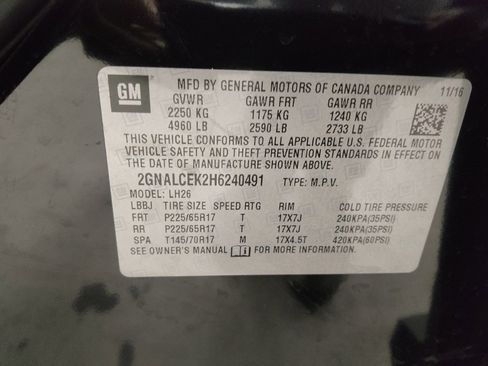 GM MFD BY GENERAL MOTORS OF CANADA COMPANY 11/16
GVWR GAWR FRT GAWR RR
2250 KG 1175 KG 1240 KG
4960 LB 2590 LB 2733 LB
THIS VEHICLE CONFORMS TO ALL APPLICABLE U.S. FEDERAL MOTOR
VEHICLE SAFETY AND THEFT PREVENTION STANDARDS IN EFFECT ON
THE DATE OF MANUFACTURE SHOWN ABOVE.
2GNALCEK2H6240491 TYPE: M.P.V.
MODEL: LH26
LBBJ TIRE SIZE SPEED RTG RIM COLD TIRE PRESSURE
FRT P225/65R17 T 17X7J 240KPA(35PSI)
RR P225/65R17 T 17X7J 240KPA(35PSI)
SPA T145/70R17 M 17X4.5T 420KPA(60PSI)
SEE OWNER'S MANUAL FOR MORE INFORMATION.